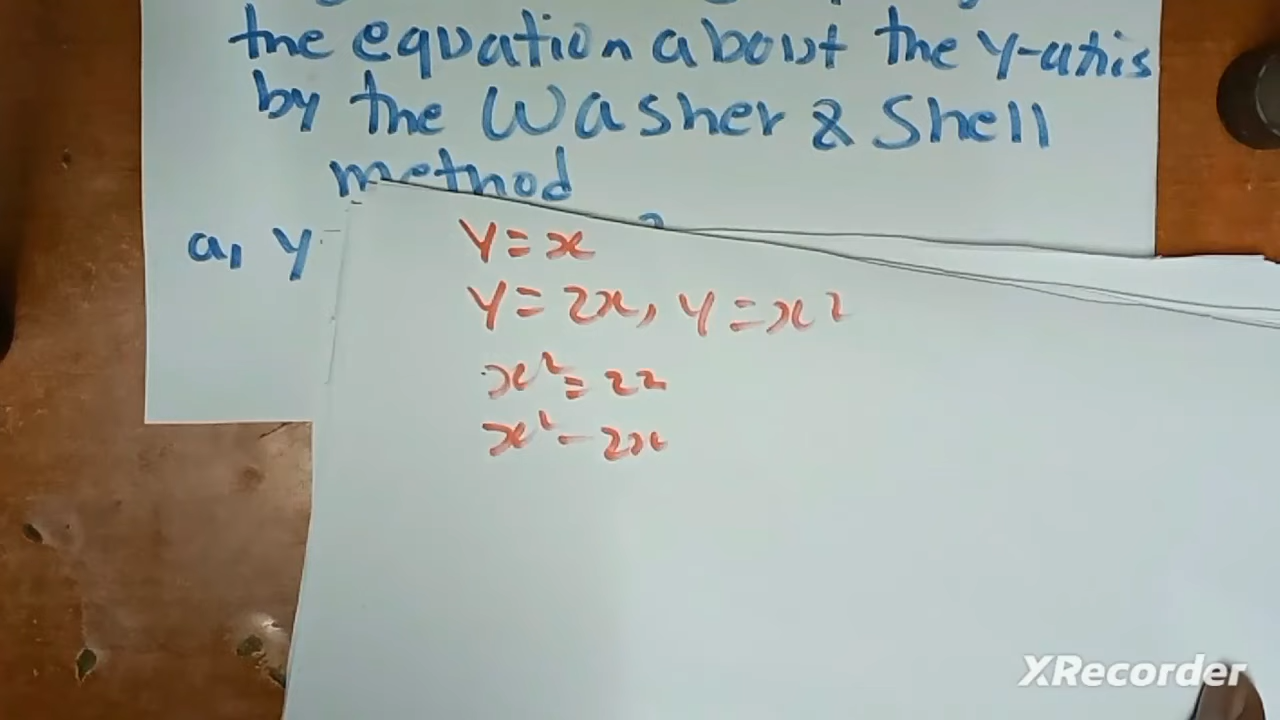 the equation about the y-axis
by the Washer & Shell
method
a, y
y = x
y = 2x, y = x²
x² = 2x
x² - 2x
XRecorder